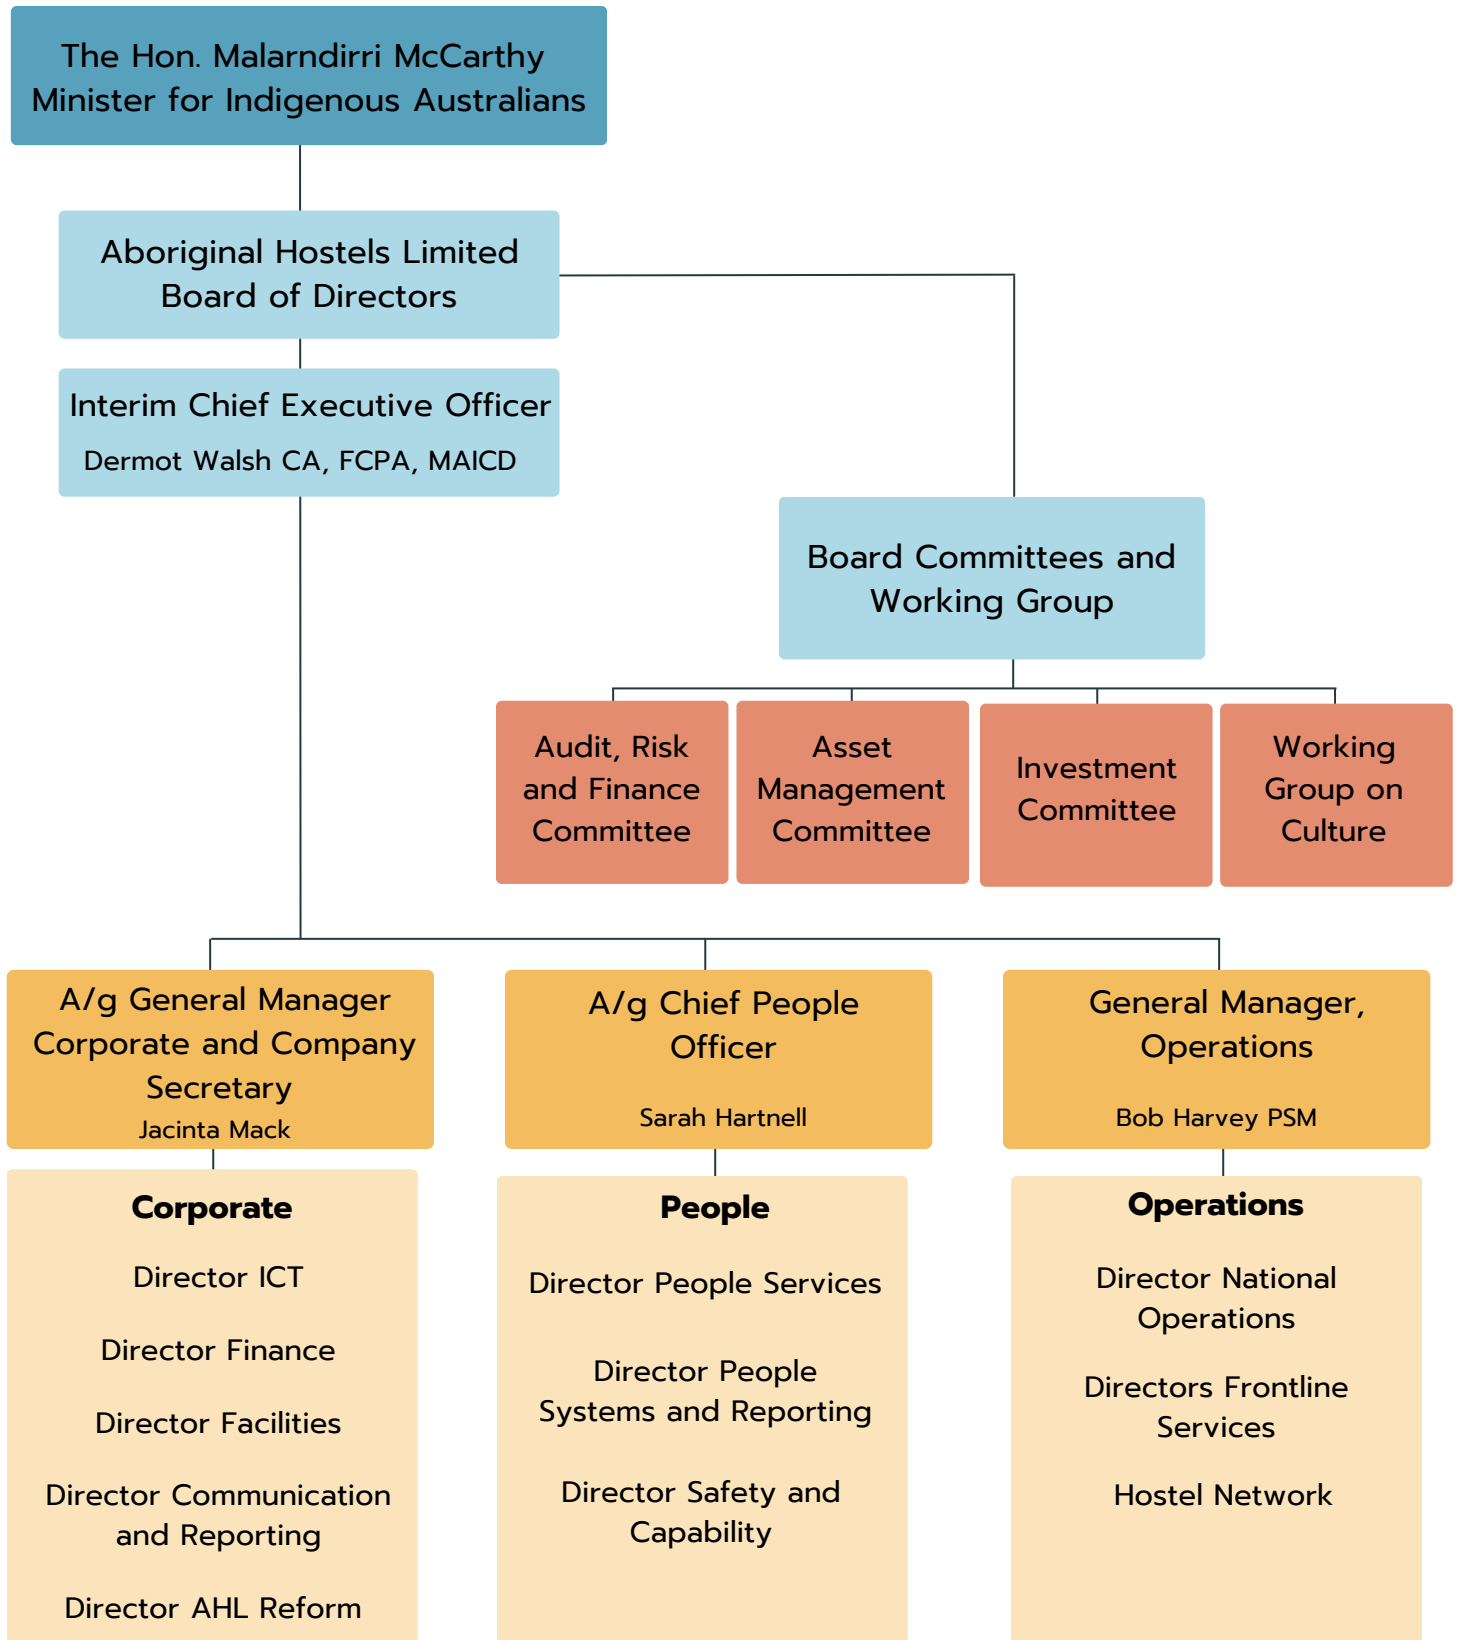 The Hon. Malarndirri McCarthy
Minister for Indigenous Australians
Aboriginal Hostels Limited
Board of Directors
Interim Chief Executive Officer
Dermot Walsh CA, FCPA, MAICD
Board Committees and
Working Group
Audit, Risk
and Finance
Committee
Asset
Management
Committee
Investment
Committee
Working
Group on
Culture
A/g General Manager
Corporate and Company
Secretary
Jacinta Mack
A/g Chief People
Officer
Sarah Hartnell
General Manager,
Operations
Bob Harvey PSM
Corporate
Director ICT
Director Finance
Director Facilities
Director Communication
and Reporting
Director AHL Reform
People
Director People Services
Director People
Systems and Reporting
Director Safety and
Capability
Operations
Director National
Operations
Directors Frontline
Services
Hostel Network